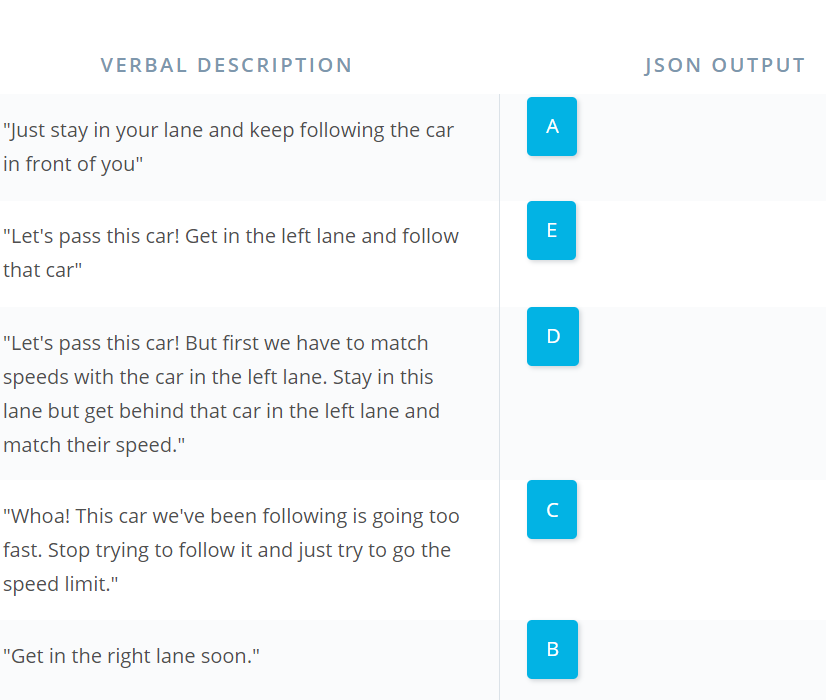 VERBAL DESCRIPTION JSON OUTPUT
"Just stay in your lane and keep following the car
in front of you"
A
"Let's pass this car! Get in the left lane and follow
that car"
E
"Let's pass this car! But first we have to match
speeds with the car in the left lane. Stay in this
lane but get behind that car in the left lane and
match their speed."
D
"Whoa! This car we've been following is going too
fast. Stop trying to follow it and just try to go the
speed limit."
C
"Get in the right lane soon."
B